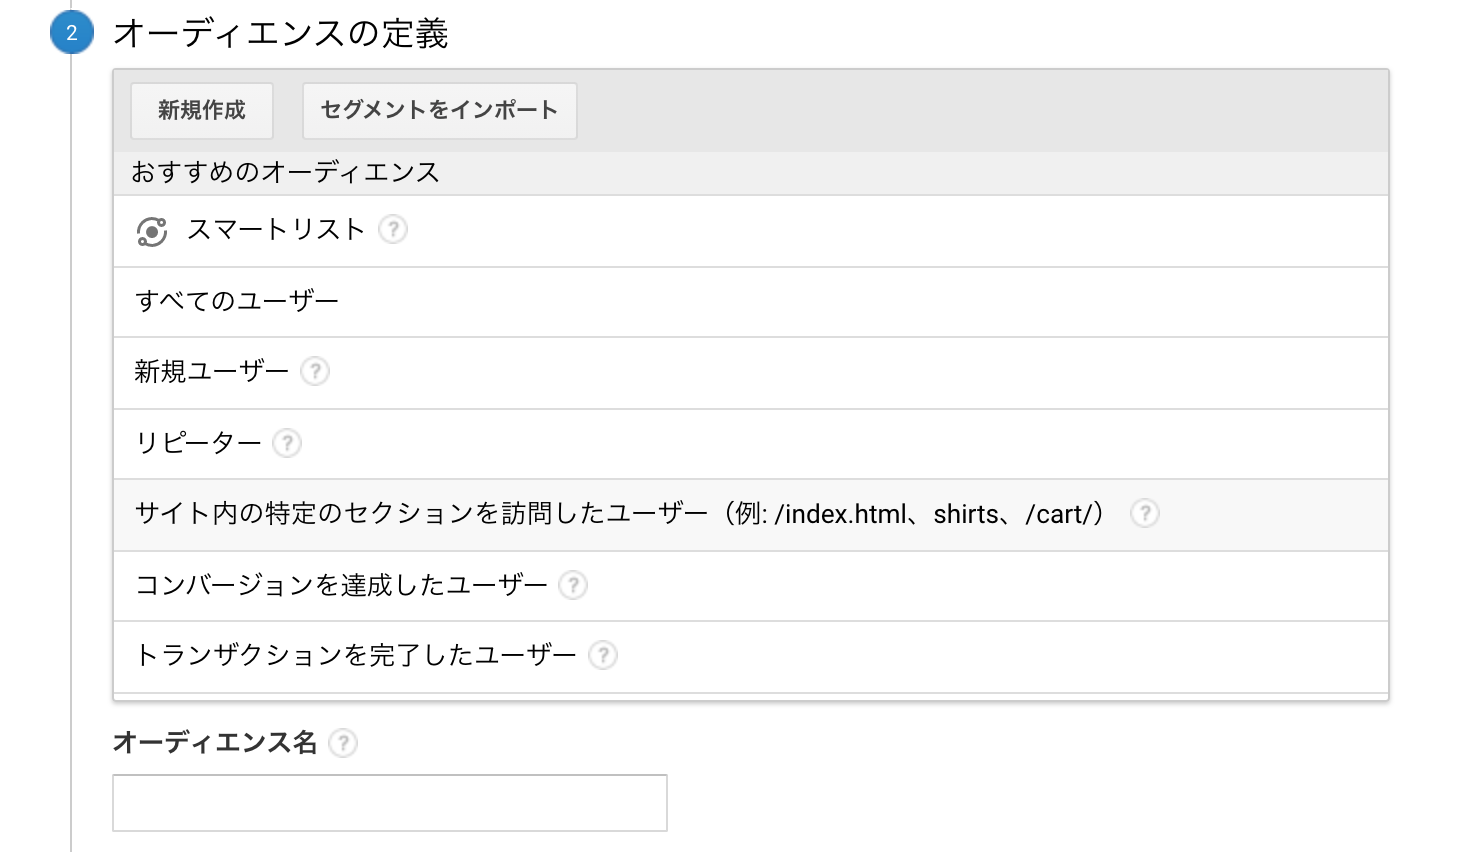 2 オーディエンスの定義
新規作成 セグメントをインポート
おすすめのオーディエンス
スマートリスト ?
すべてのユーザー
新規ユーザー ?
リピーター ?
サイト内の特定のセクションを訪問したユーザー（例: /index.html、shirts、/cart/） ?
コンバージョンを達成したユーザー ?
トランザクションを完了したユーザー ?
オーディエンス名 ?